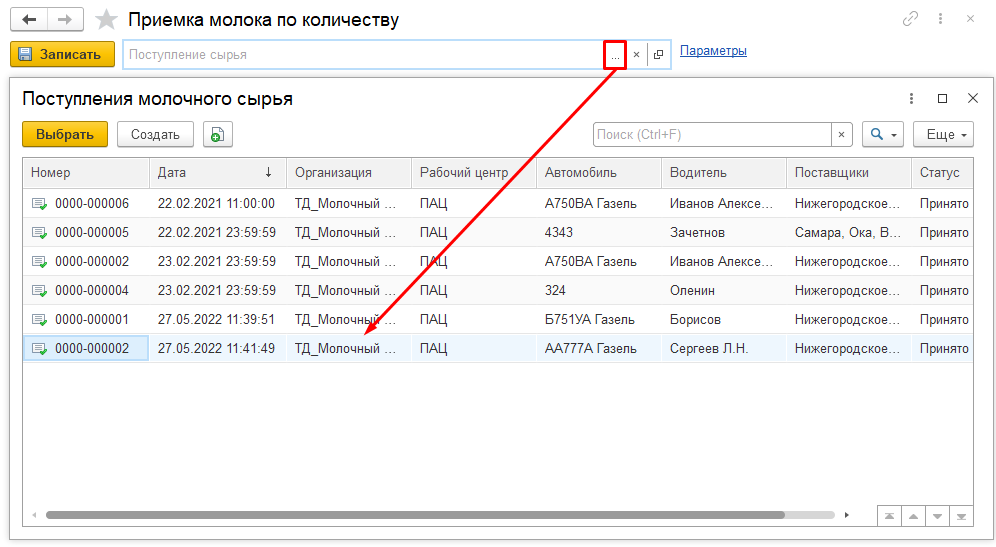 Приемка молока по количеству
Записать Поступление сырья ... × Параметры
Поступления молочного сырья
Выбрать Создать Поиск (Ctrl+F) × Еще
Номер Дата ↓ Организация Рабочий центр Автомобиль Водитель Поставщики Статус
0000-000006 22.02.2021 11:00:00 ТД_Молочный ... ПАЦ А750ВА Газель Иванов Алексе... Нижегородское... Принято
0000-000005 22.02.2021 23:59:59 ТД_Молочный ... ПАЦ 4343 Зачетнов Самара, Ока, В... Принято
0000-000002 23.02.2021 23:59:59 ТД_Молочный ... ПАЦ А750ВА Газель Иванов Алексе... Нижегородское... Принято
0000-000004 23.02.2021 23:59:59 ТД_Молочный ... ПАЦ 324 Оленин Нижегородское... Принято
0000-000001 27.05.2022 11:39:51 ТД_Молочный ... ПАЦ Б751УА Газель Борисов Нижегородское... Принято
0000-000002 27.05.2022 11:41:49 ТД_Молочный ... ПАЦ АА777А Газель Сергеев Л.Н. Нижегородское... Принято